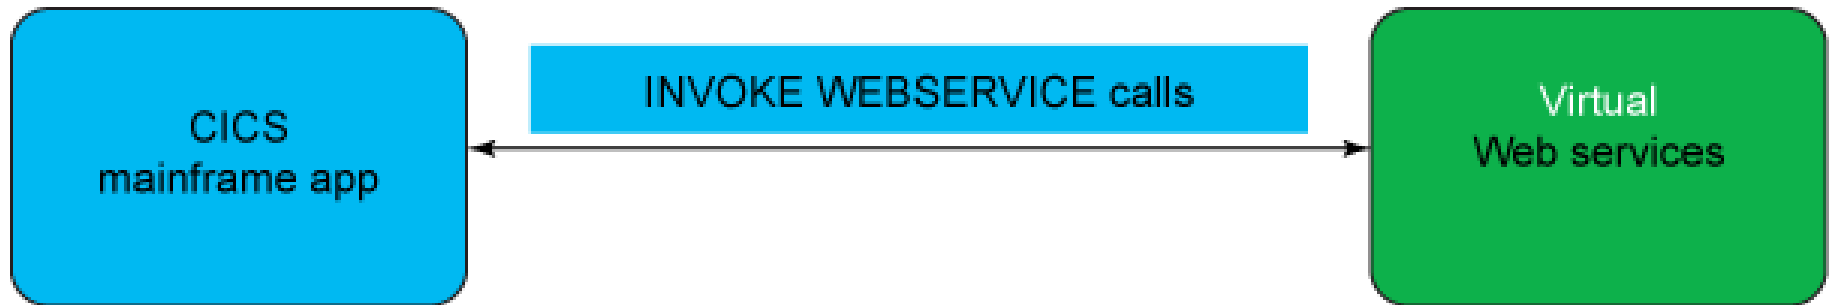 CICS
mainframe app
INVOKE WEBSERVICE calls
Virtual
Web services